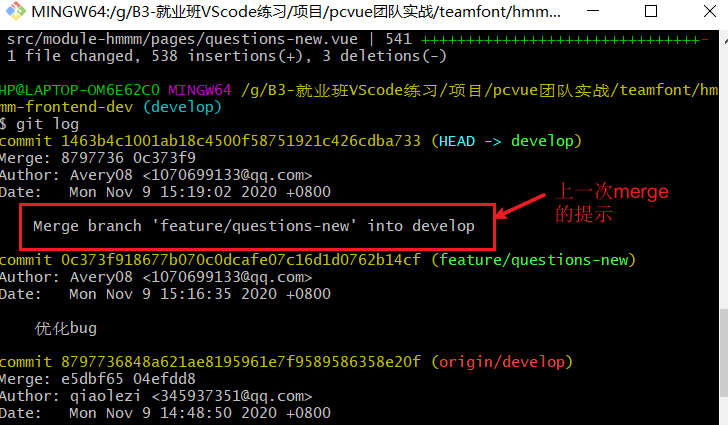 MINGW64:/g/B3-就业班VScode练习/项目/pcvue团队实战/teamfont/hmm...
src/module-hmmm/pages/questions-new.vue | 541 +++++++++++++++++++++++++++++++-
1 file changed, 538 insertions(+), 3 deletions(-)
HP@LAPTOP-OM6E62CO MINGW64 /g/B3-就业班VScode练习/项目/pcvue团队实战/teamfont/hm
mm-frontend-dev (develop)
$ git log
commit 1463b4c1001ab18c4500f58751921c426cdba733 (HEAD -> develop)
Merge: 8797736 0c373f9
Author: Avery08 <1070699133@qq.com>
Date:   Mon Nov 9 15:19:02 2020 +0800
上一次merge
的提示
Merge branch 'feature/questions-new' into develop
commit 0c373f918677b070c0dcafe07c16d1d0762b14cf (feature/questions-new)
Author: Avery08 <1070699133@qq.com>
Date:   Mon Nov 9 15:16:35 2020 +0800
优化bug
commit 8797736848a621ae8195961e7f9589586358e20f (origin/develop)
Merge: e5dbf65 04efdd8
Author: qiaolezi <345937351@qq.com>
Date:   Mon Nov 9 14:48:50 2020 +0800